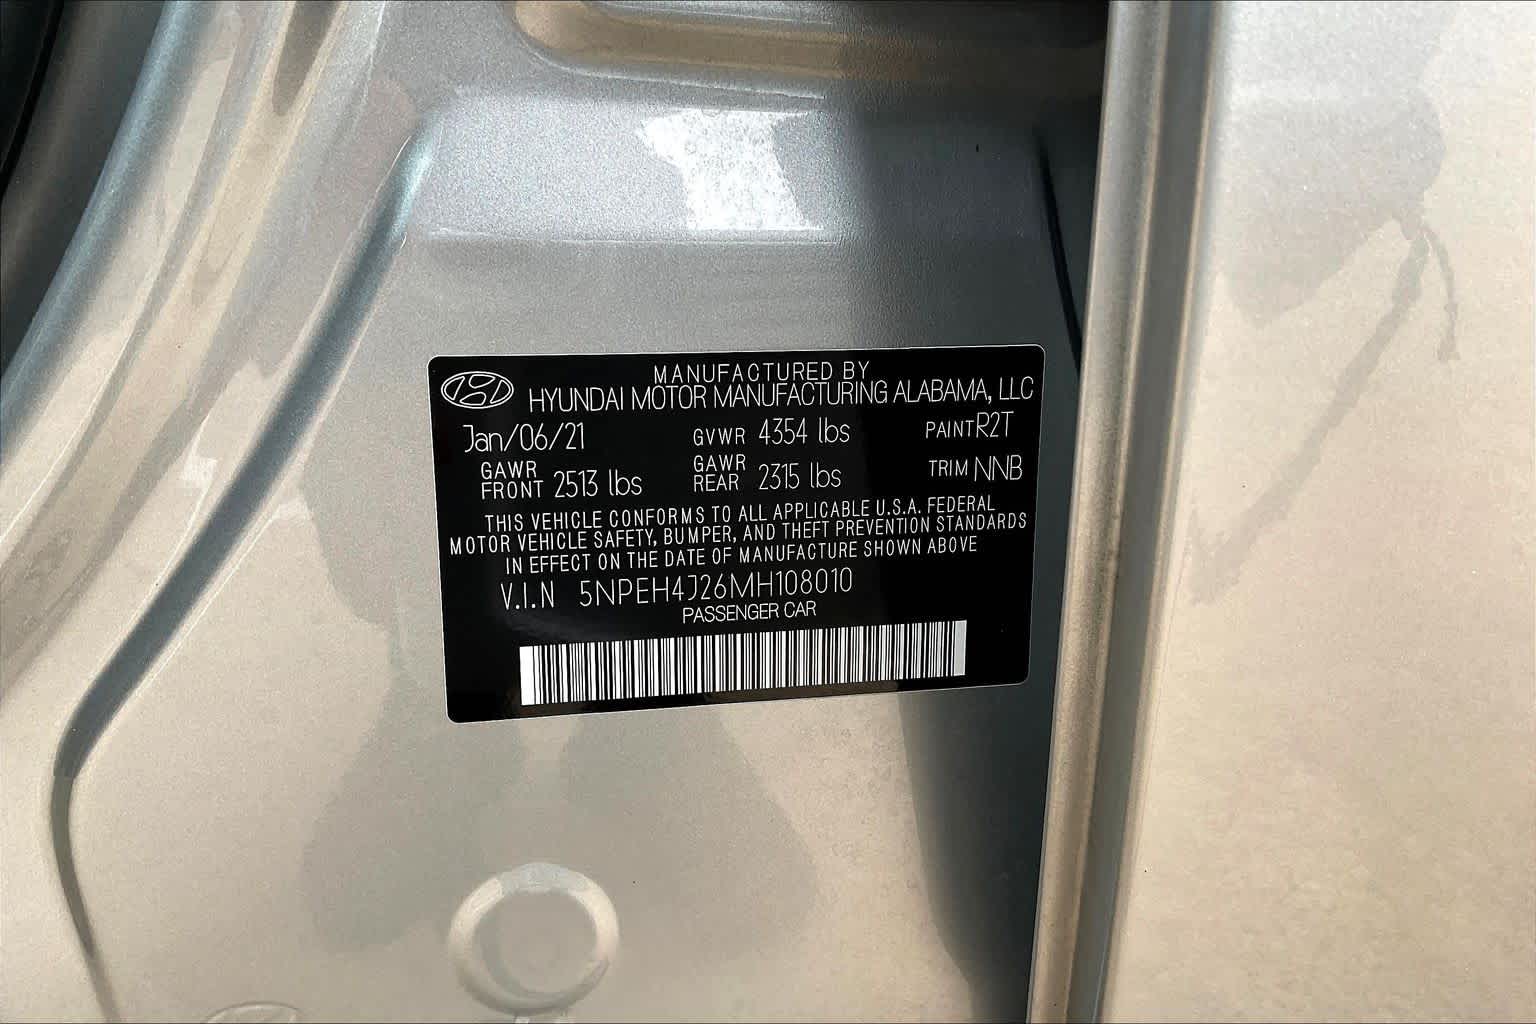 MANUFACTURED BY
HYUNDAI MOTOR MANUFACTURING ALABAMA, LLC
Jan/06/21 GVWR 4354 lbs PAINT R2T
GAWR FRONT 2513 lbs GAWR REAR 2315 lbs TRIM NNB
THIS VEHICLE CONFORMS TO ALL APPLICABLE U.S.A. FEDERAL
MOTOR VEHICLE SAFETY, BUMPER, AND THEFT PREVENTION STANDARDS
IN EFFECT ON THE DATE OF MANUFACTURE SHOWN ABOVE
V.I.N 5NPEH4J26MH108010
PASSENGER CAR